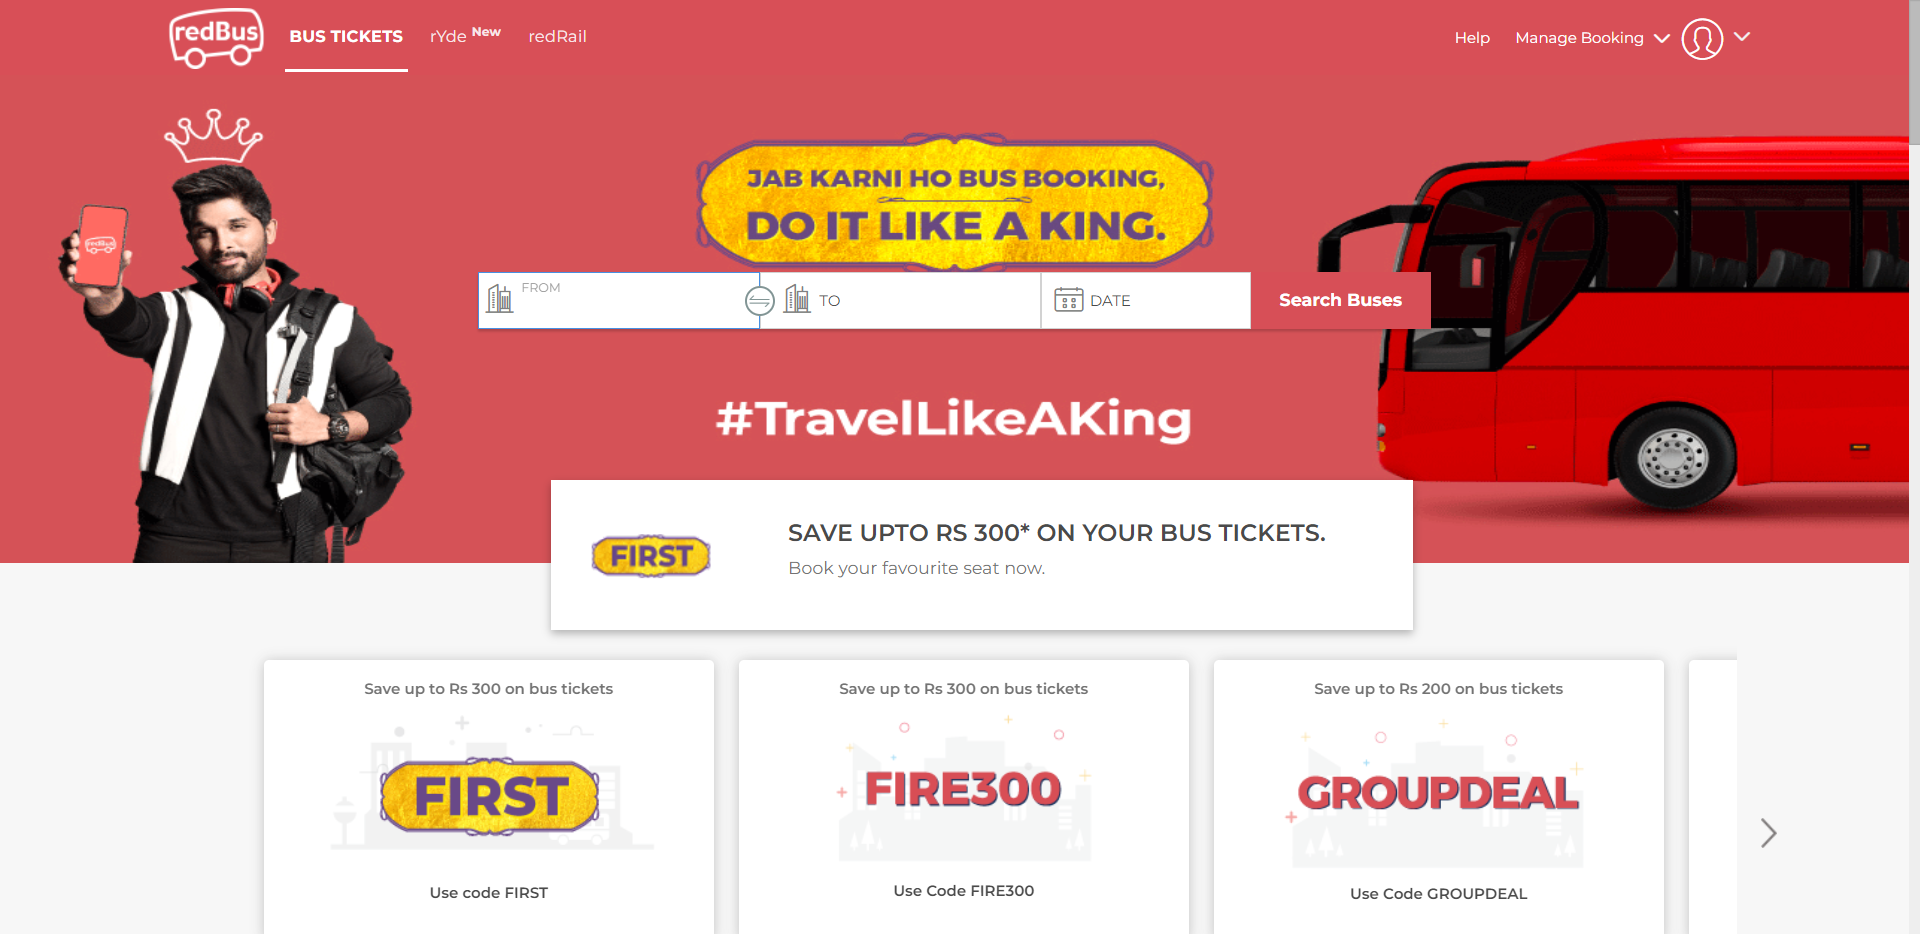 redBus
BUS TICKETS
rYde New
redRail
Help
Manage Booking
redBus
JAB KARNI HO BUS BOOKING,
DO IT LIKE A KING.
FROM
TO
DATE
Search Buses
#TravelLikeAKing
FIRST
SAVE UPTO RS 300* ON YOUR BUS TICKETS.
Book your favourite seat now.
Save up to Rs 300 on bus tickets
FIRST
Use code FIRST
Save up to Rs 300 on bus tickets
FIRE300
Use Code FIRE300
Save up to Rs 200 on bus tickets
GROUPDEAL
Use Code GROUPDEAL